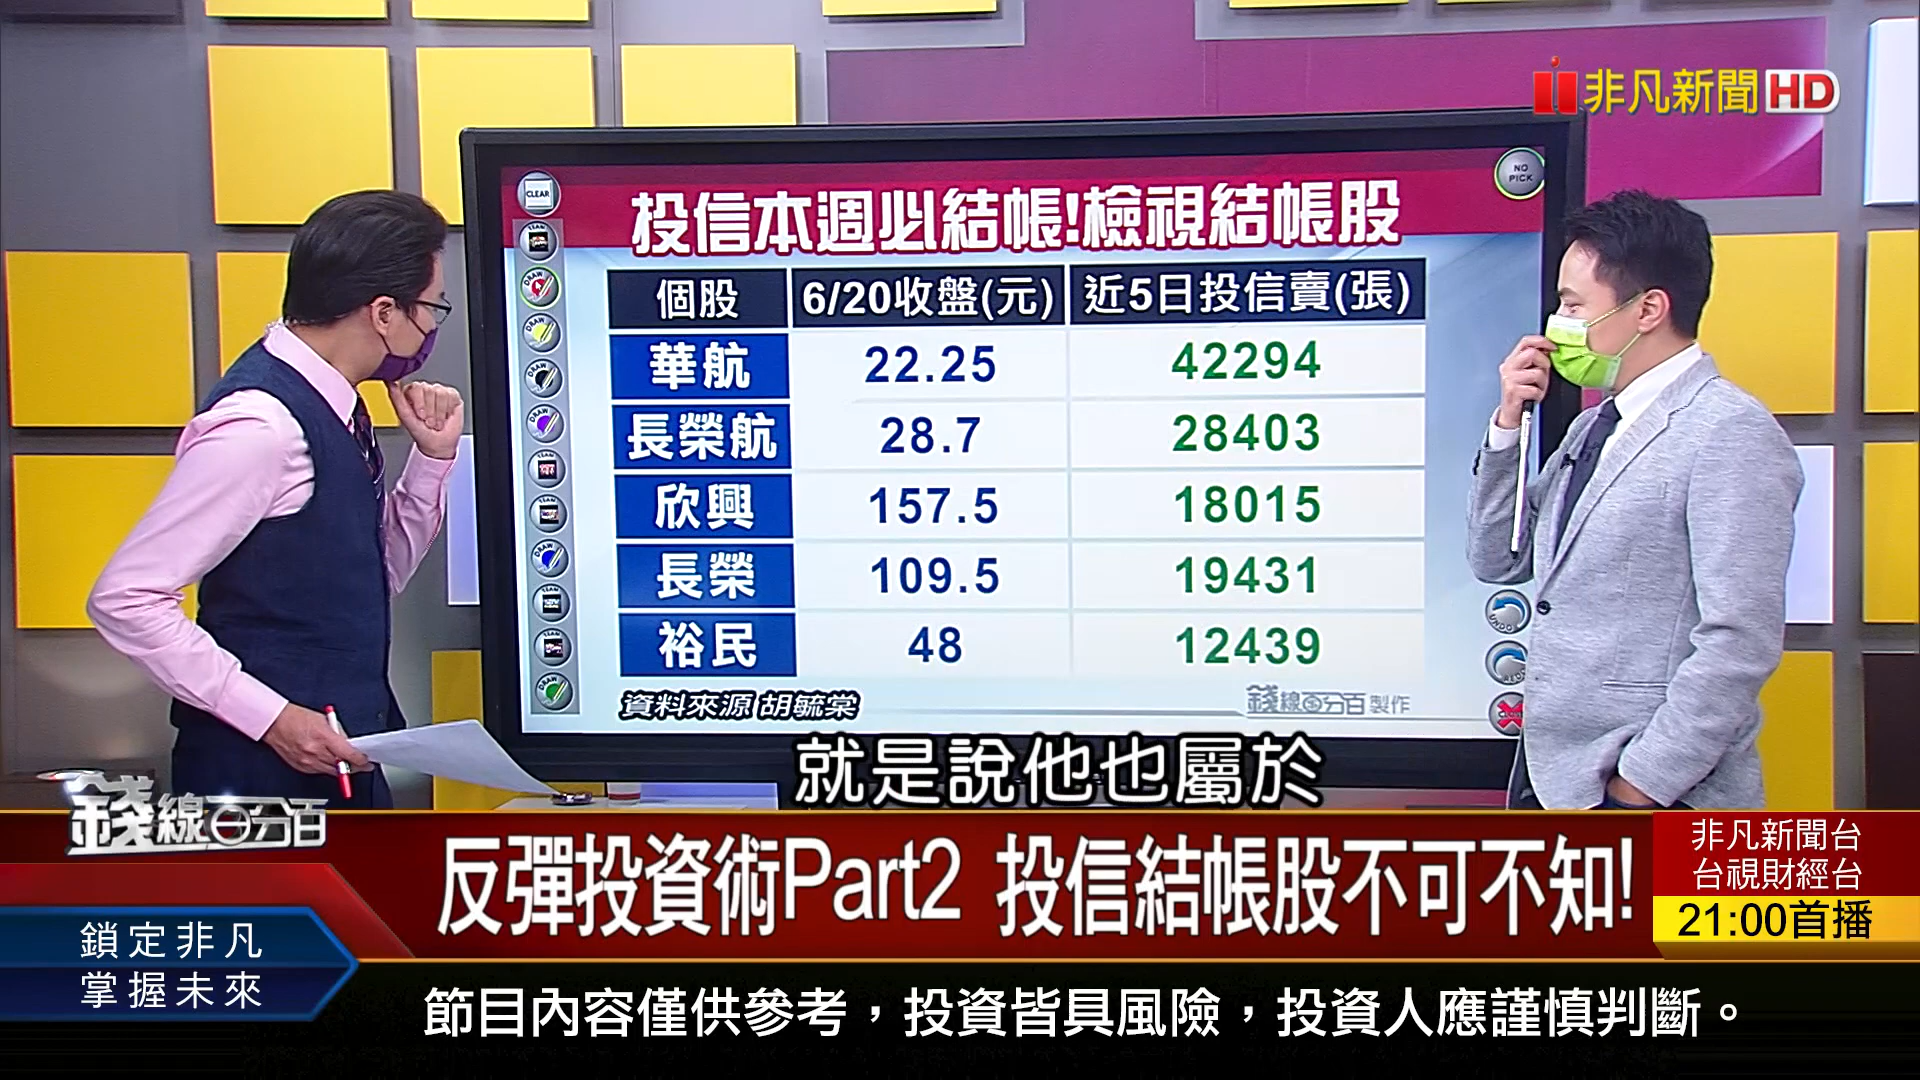 非凡新聞HD
CLEAR
NO PICK
投信本週必結帳!檢視結帳股
個股 6/20收盤(元) 近5日投信賣(張)
華航 22.25 42294
長榮航 28.7 28403
欣興 157.5 18015
長榮 109.5 19431
裕民 48 12439
UNDO
資料來源 胡毓棠
錢線百分百 製作
就是說他也屬於
錢線百分百
反彈投資術Part2 投信結帳股不可不知!
非凡新聞台
台視財經台
21:00首播
鎖定非凡
掌握未來
節目內容僅供參考，投資皆具風險，投資人應謹慎判斷。